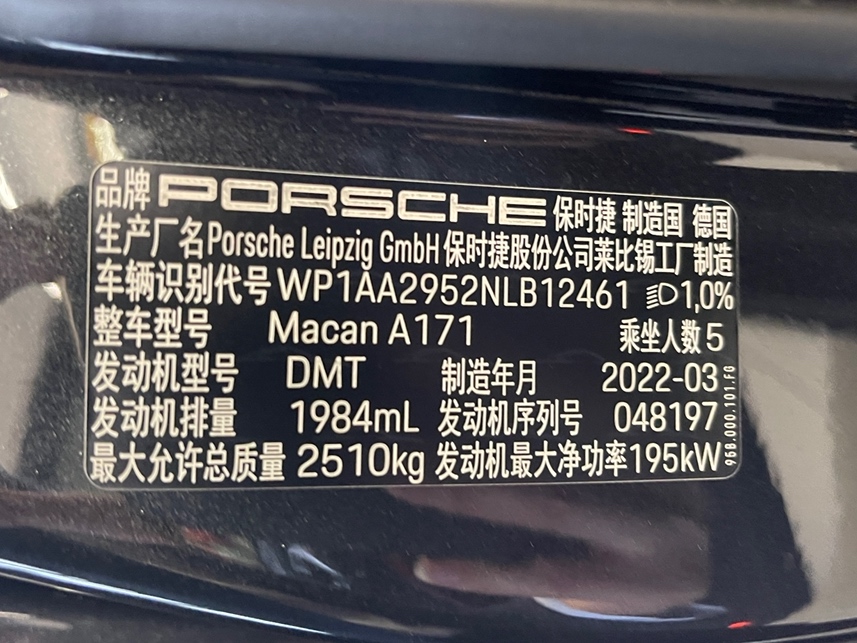 品牌 PORSCHE 保时捷 制造国 德国
生产厂名Porsche Leipzig GmbH 保时捷股份公司莱比锡工厂制造
车辆识别代号 WP1AA2952NLB12461 1,0%
整车型号 Macan A171 乘坐人数 5
发动机型号 DMT 制造年月 2022-03
发动机排量 1984mL 发动机序列号 048197
最大允许总质量 2510kg 发动机最大净功率195kW
95B.000.101.FG